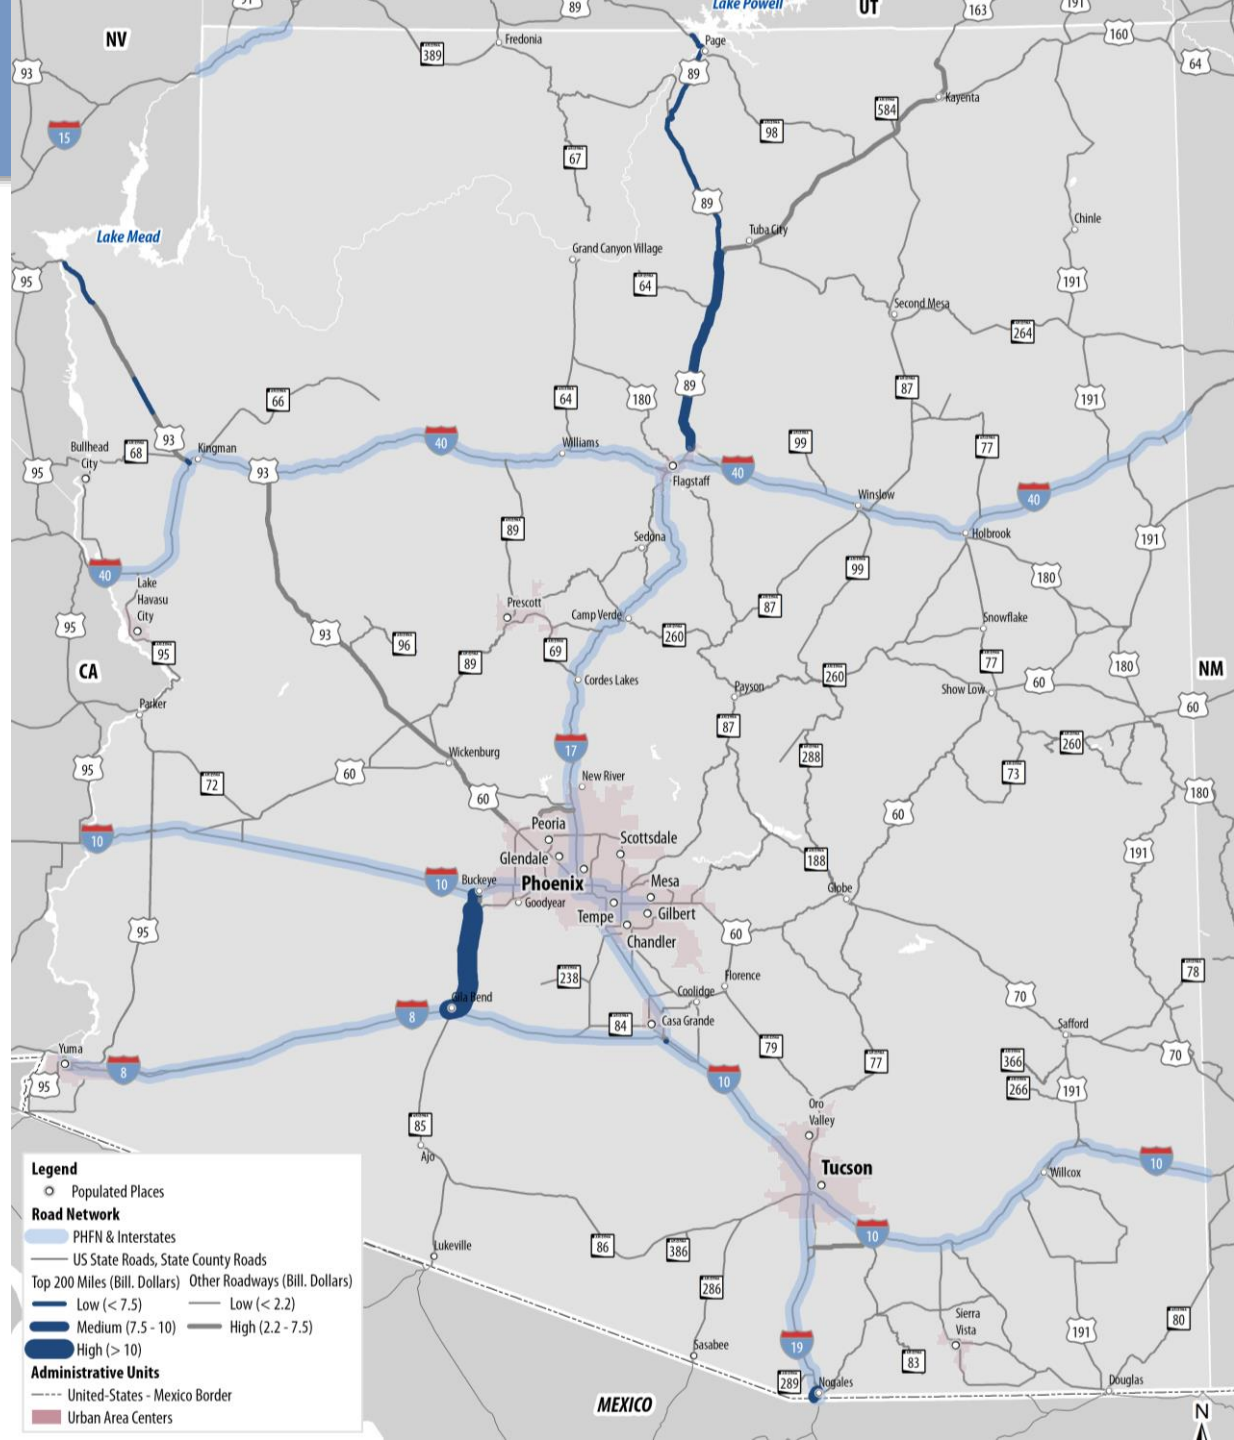 Lake Powell
UT
89
163
191
NV
Fredonia
Page
160
389
93
89
64
Kayenta
584
15
98
67
89
Chinle
Tuba City
Lake Mead
Grand Canyon Village
95
64
191
Second Mesa
264
89
87
66
64
180
191
93
Bullhead
City
68
Kingman
40
Williams
99
77
95
93
40
Flagstaff
40
Winslow
89
Sedona
Holbrook
191
40
Lake
Havasu
City
99
180
Prescott
87
Camp Verde
Snowflake
95
93
96
69
260
95
89
77
180
CA
NM
Cordes Lakes
260
60
Payson
Show Low
Parker
60
87
17
260
Wickenburg
288
95
72
60
New River
73
60
180
60
Peoria
10
Scottsdale
191
Glendale
188
10
Buckeye
Phoenix
Mesa
Globe
Goodyear
Tempe
Gilbert
95
Chandler
60
238
Florence
78
Coolidge
70
Gila Bend
8
84
Casa Grande
Safford
Yuma
79
70
8
77
366
95
10
266
191
Oro
Valley
85
Ajo
10
Tucson
Willcox
10
Lukeville
86
386
286
Sierra
Vista
80
191
19
Sasabee
83
289
Nogales
Douglas
MEXICO
N
Legend
Populated Places
Road Network
PHFN & Interstates
US State Roads, State County Roads
Top 200 Miles (Bill. Dollars) Other Roadways (Bill. Dollars)
Low (< 7.5) Low (< 2.2)
Medium (7.5 - 10) High (2.2 - 7.5)
High (> 10)
Administrative Units
United-States - Mexico Border
Urban Area Centers